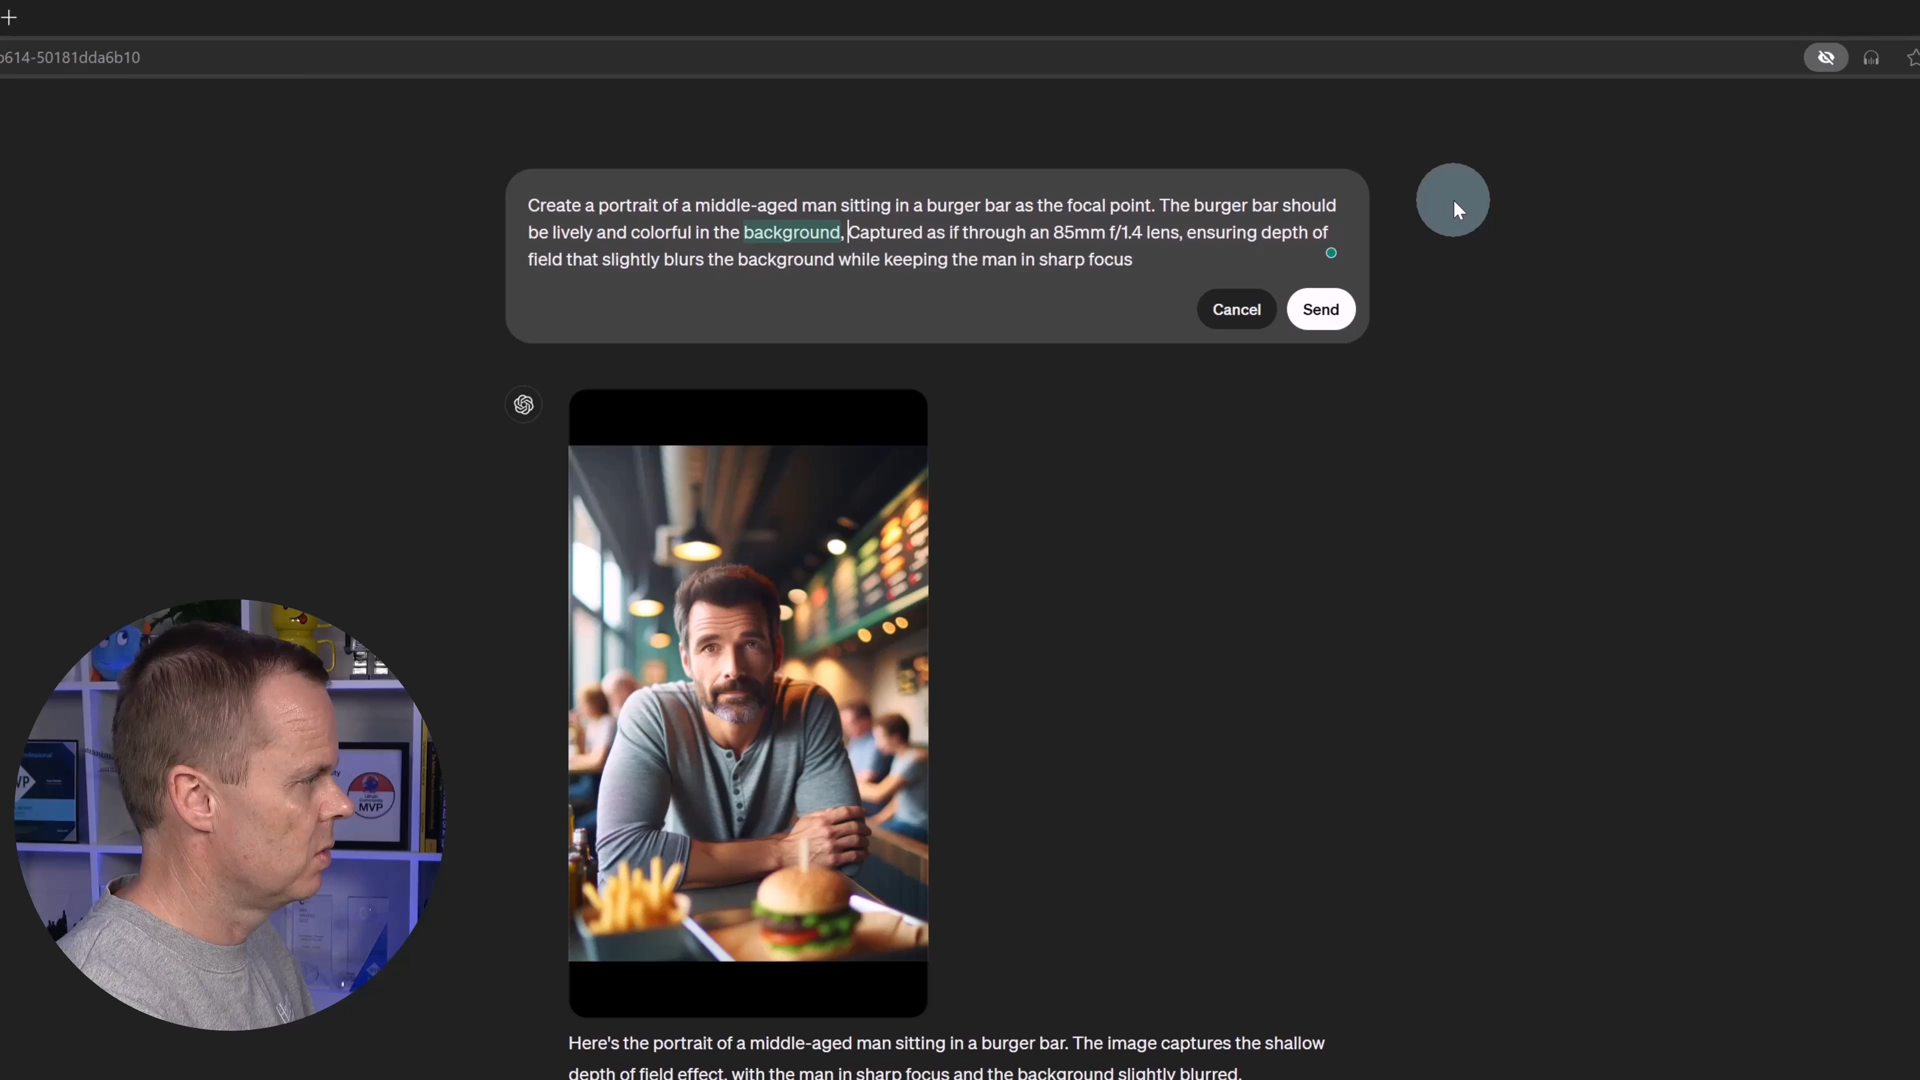 b614-50181dda6b10
Create a portrait of a middle-aged man sitting in a burger bar as the focal point. The burger bar should
be lively and colorful in the background, Captured as if through an 85mm f/1.4 lens, ensuring depth of
field that slightly blurs the background while keeping the man in sharp focus
Cancel
Send
MVP
Here's the portrait of a middle-aged man sitting in a burger bar. The image captures the shallow
depth of field effect, with the man in sharp focus and the background slightly blurred.